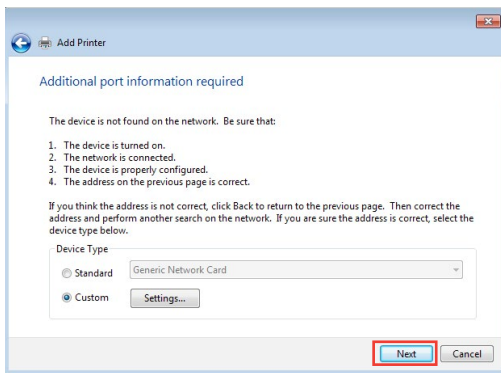 Add Printer
Additional port information required
The device is not found on the network. Be sure that:
1. The device is turned on.
2. The network is connected.
3. The device is properly configured.
4. The address on the previous page is correct.
If you think the address is not correct, click Back to return to the previous page. Then correct the
address and perform another search on the network. If you are sure the address is correct, select the
device type below.
Device Type
Standard Generic Network Card
Custom Settings...
Next Cancel